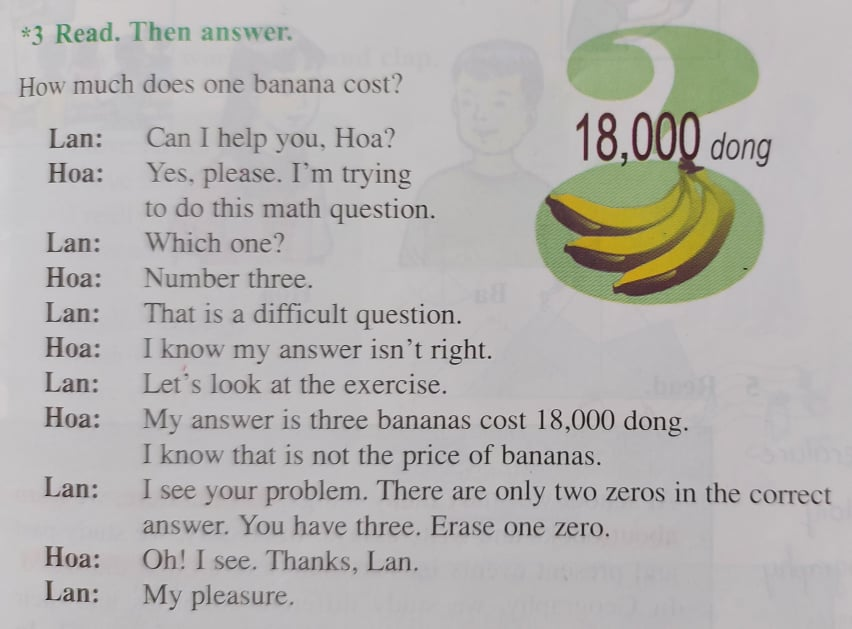 *3 Read. Then answer.
How much does one banana cost?
18,000 dong
Lan: Can I help you, Hoa?
Hoa: Yes, please. I'm trying
to do this math question.
Lan: Which one?
Hoa: Number three.
Lan: That is a difficult question.
Hoa: I know my answer isn't right.
Lan: Let's look at the exercise.
Hoa: My answer is three bananas cost 18,000 dong.
I know that is not the price of bananas.
Lan: I see your problem. There are only two zeros in the correct
answer. You have three. Erase one zero.
Hoa: Oh! I see. Thanks, Lan.
Lan: My pleasure.